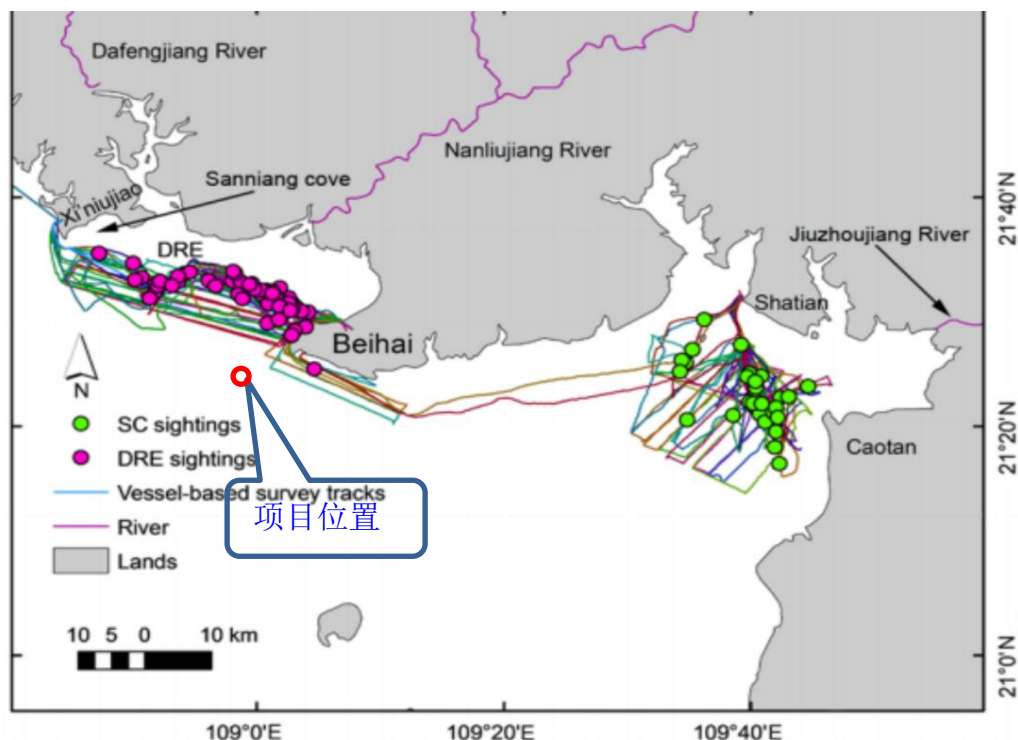 Dafengjiang River
Nanliujiang River
Sanniang cove
Xi'niujiao
DRE
Jiuzhoujiang River
Shatian
Beihai
Caotan
N
SC sightings
DRE sightings
Vessel-based survey tracks
River
Lands
项目位置
10 5 0 10 km
21°40'N
21°20'N
21°0'N
109°0'E 109°20'E 109°40'E